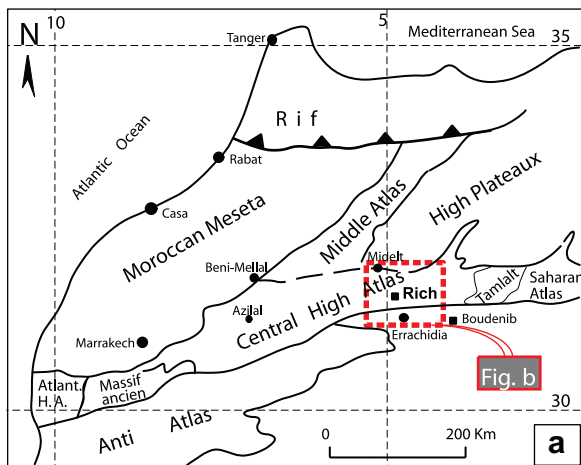 10
5
N
Tanger
Mediterranean Sea
35
Atlantic Ocean
Rif
Rabat
Casa
Moroccan Meseta
Middle Atlas
High Plateaux
Beni-Mellal
Midelt
Azilal
Central High Atlas
Rich
Tamlalt
Saharan
Atlas
Marrakech
Errachidia
Boudenib
Atlant.
H.A.
Massif
ancien
Fig. b
Anti Atlas
30
0 200 Km
a